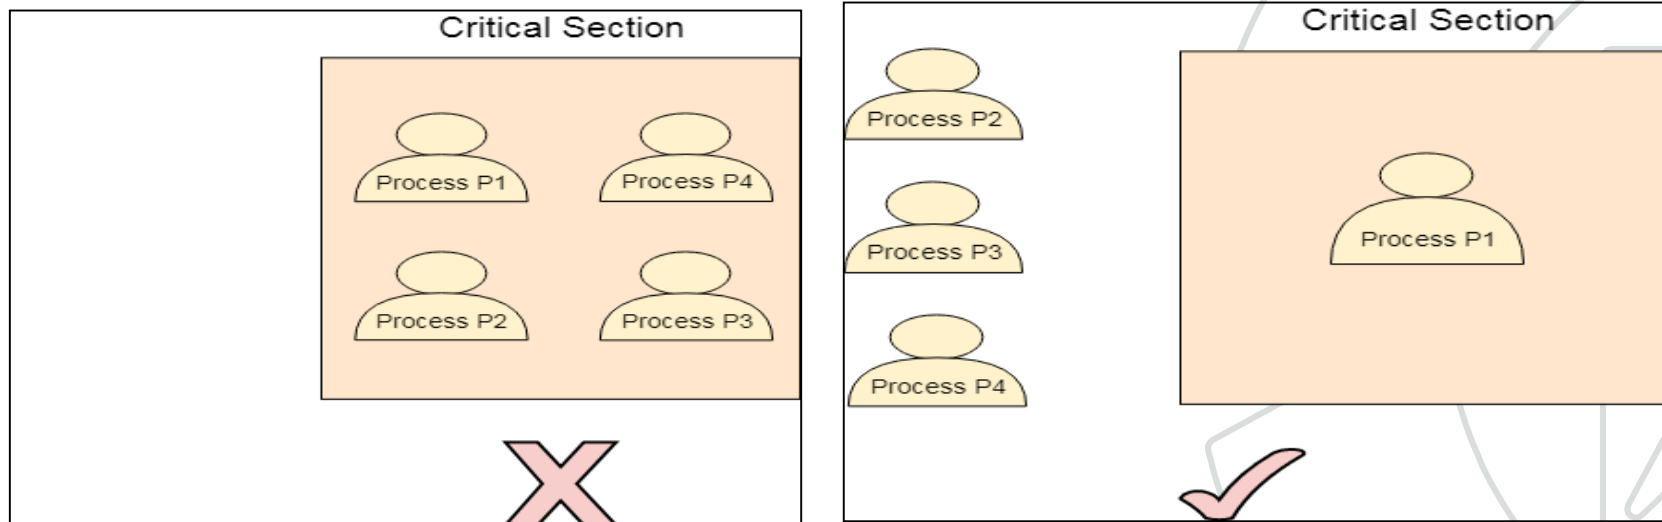 Critical Section
Process P1
Process P4
Process P2
Process P3
Critical Section
Process P2
Process P3
Process P4
Process P1